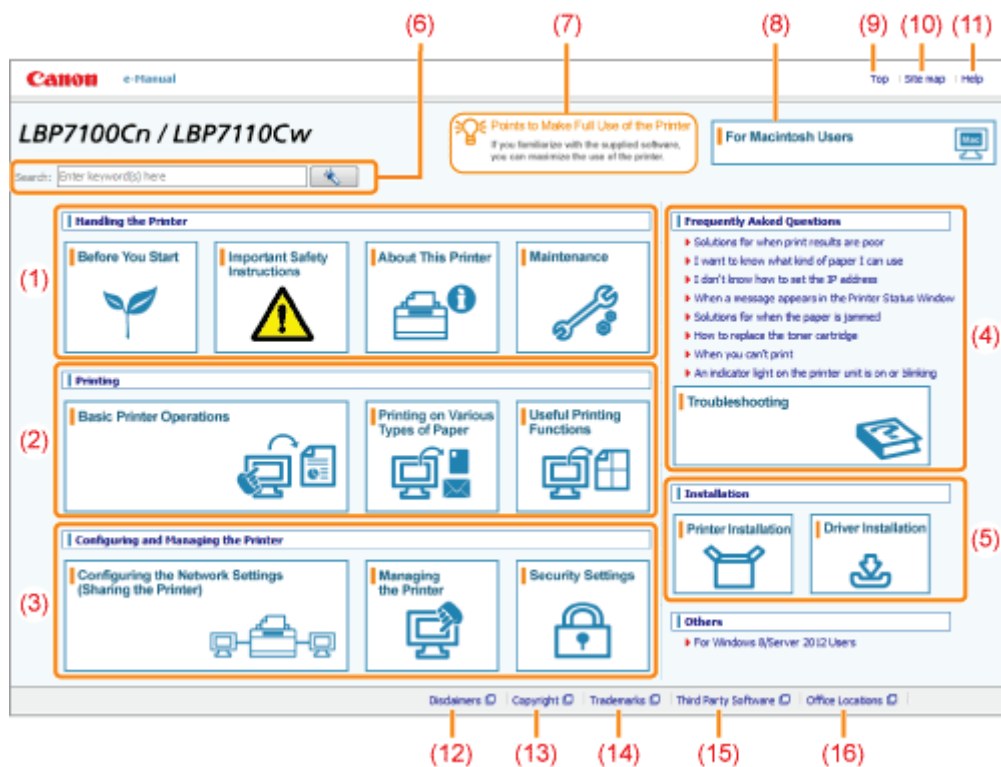 (6) (7) (8) (9) (10) (11)
Canon e-Manual
Top Site map Help
LBP7100Cn / LBP7110Cw
Points to Make Full Use of the Printer
If you familiarize with the supplied software,
you can maximize the use of the printer.
For Macintosh Users
Mac
Search: Enter keyword(s) here
(1)
Handling the Printer
Before You Start
Important Safety
Instructions
About This Printer
Maintenance
(2)
Printing
Basic Printer Operations
Printing on Various
Types of Paper
Useful Printing
Functions
(3)
Configuring and Managing the Printer
Configuring the Network Settings
(Sharing the Printer)
Managing
the Printer
Security Settings
Frequently Asked Questions
Solutions for when print results are poor
I want to know what kind of paper I can use
I don't know how to set the IP address
When a message appears in the Printer Status Window
Solutions for when the paper is jammed
How to replace the toner cartridge
When you can't print
An indicator light on the printer unit is on or blinking
(4)
Troubleshooting
Installation
Printer Installation
Driver Installation
(5)
Others
For Windows 8/Server 2012 Users
Disclaimers Copyright Trademarks Third Party Software Office Locations
(12) (13) (14) (15) (16)